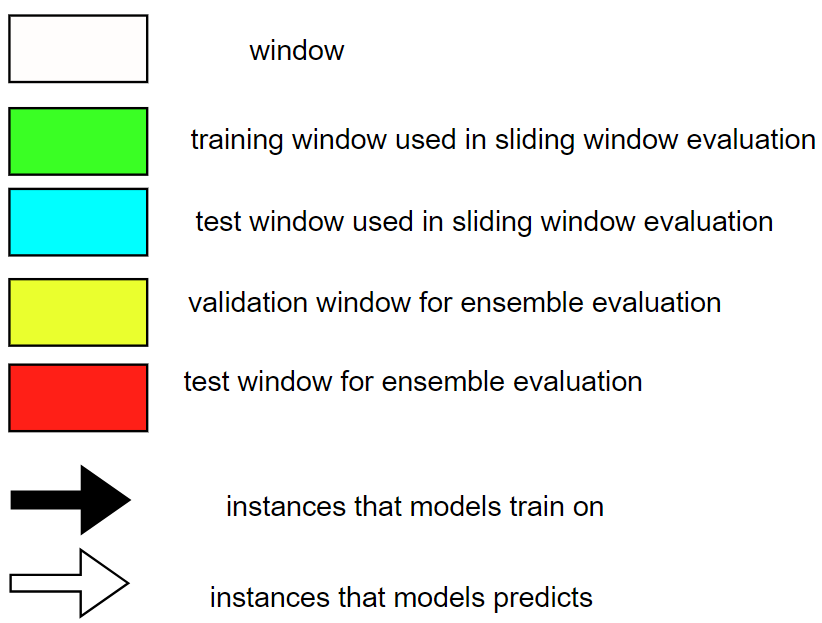 window
training window used in sliding window evaluation
test window used in sliding window evaluation
validation window for ensemble evaluation
test window for ensemble evaluation
instances that models train on
instances that models predicts